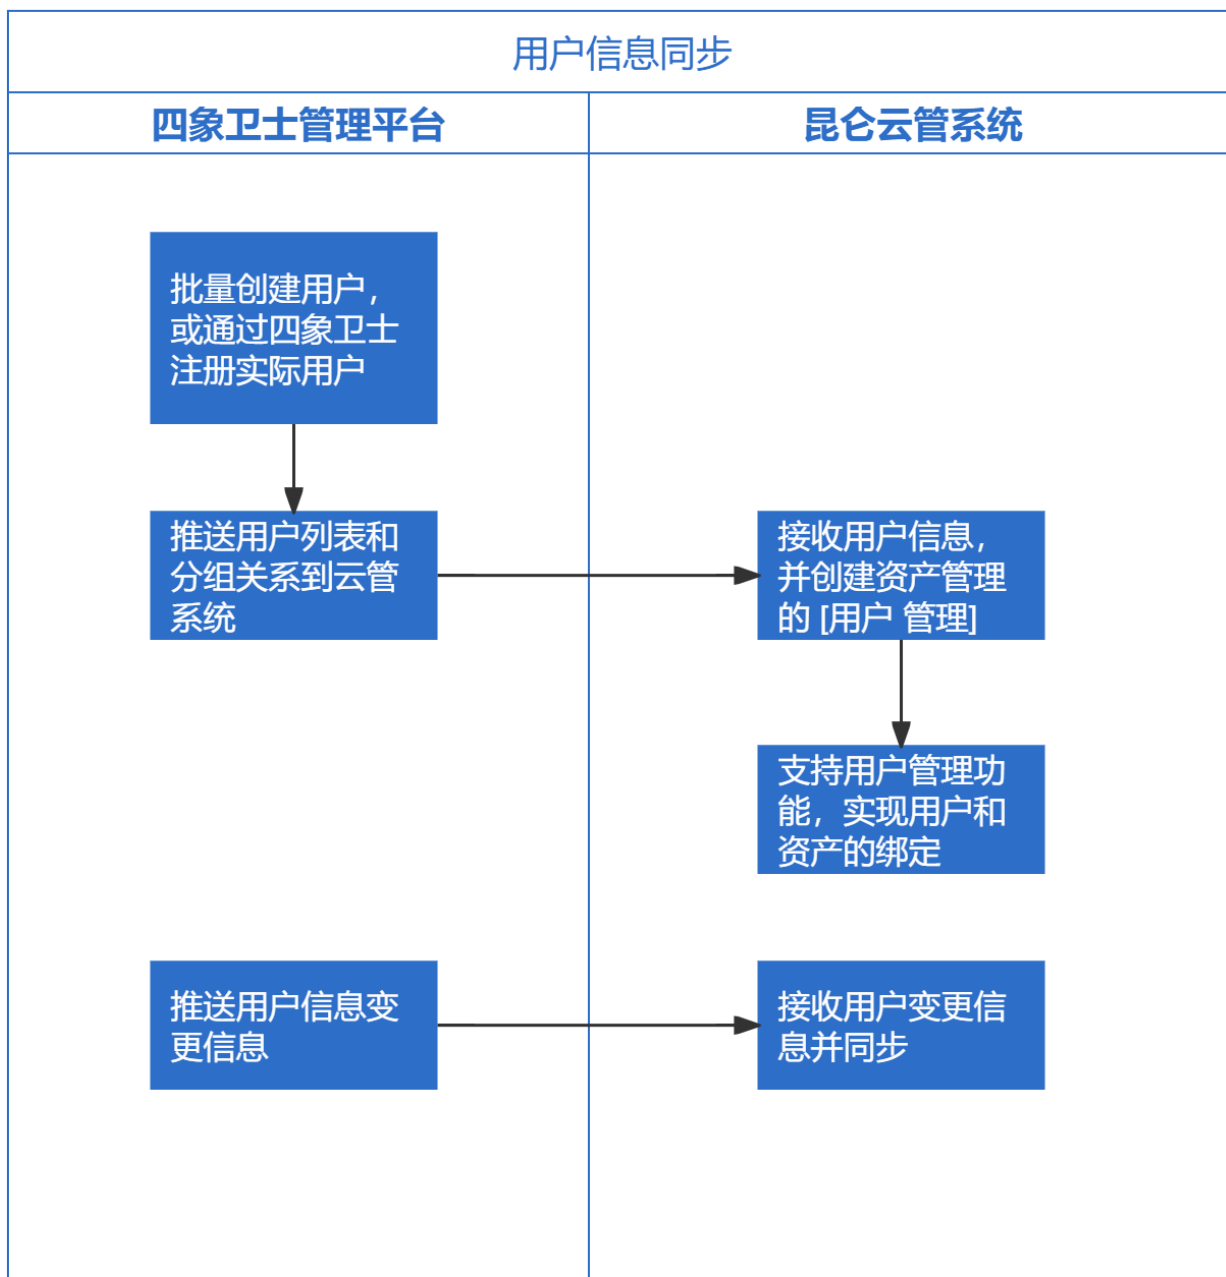 用户信息同步
四象卫士管理平台
昆仑云管系统
批量创建用户，
或通过四象卫士
注册实际用户
推送用户列表和
分组关系到云管
系统
接收用户信息，
并创建资产管理
的 [用户 管理]
支持用户管理功
能，实现用户和
资产的绑定
推送用户信息变
更信息
接收用户变更信
息并同步